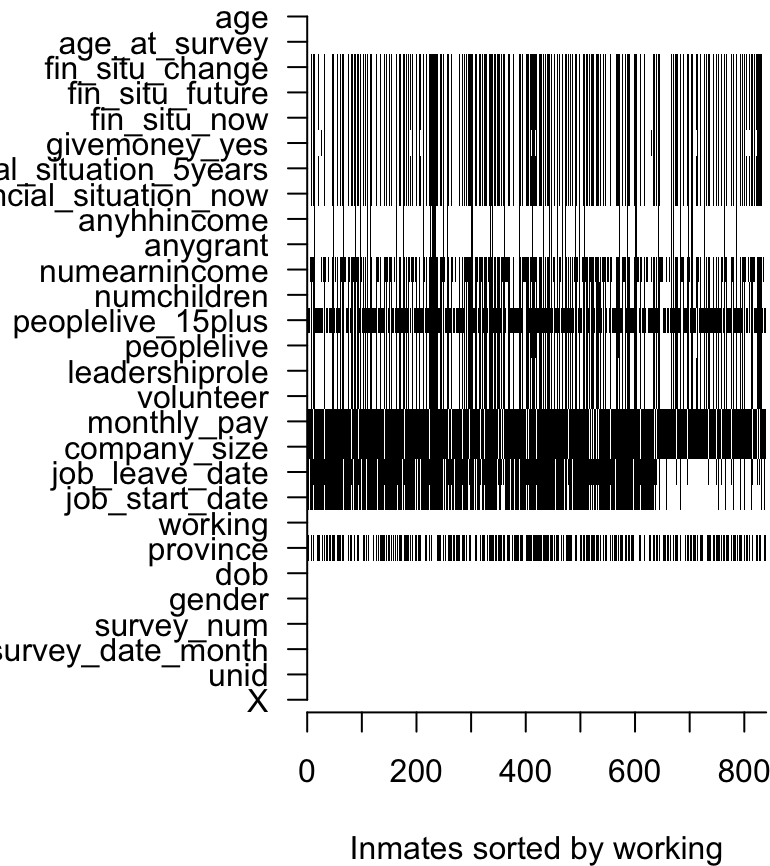 age
age_at_survey
fin_situ_change
fin_situ_future
fin_situ_now
givemoney_yes
al_situation_5years
ncial_situation_now
anyhhincome
anygrant
numearnincome
numchildren
peoplelive_15plus
peoplelive
leadershiprole
volunteer
monthly_pay
company_size
job_leave_date
job_start_date
working
province
dob
gender
survey_num
survey_date_month
unid
X
0 200 400 600 800
Inmates sorted by working